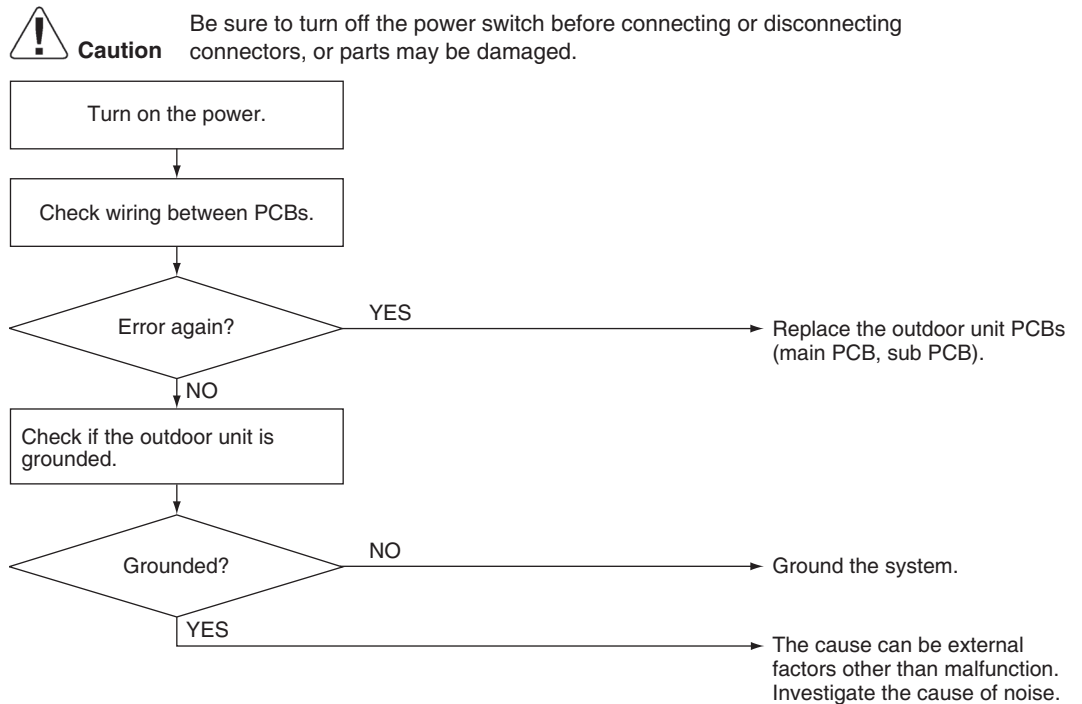 Be sure to turn off the power switch before connecting or disconnecting
Caution connectors, or parts may be damaged.
Turn on the power.
Check wiring between PCBs.
Error again?
YES
Replace the outdoor unit PCBs
(main PCB, sub PCB).
NO
Check if the outdoor unit is
grounded.
Grounded?
NO
Ground the system.
YES
The cause can be external
factors other than malfunction.
Investigate the cause of noise.